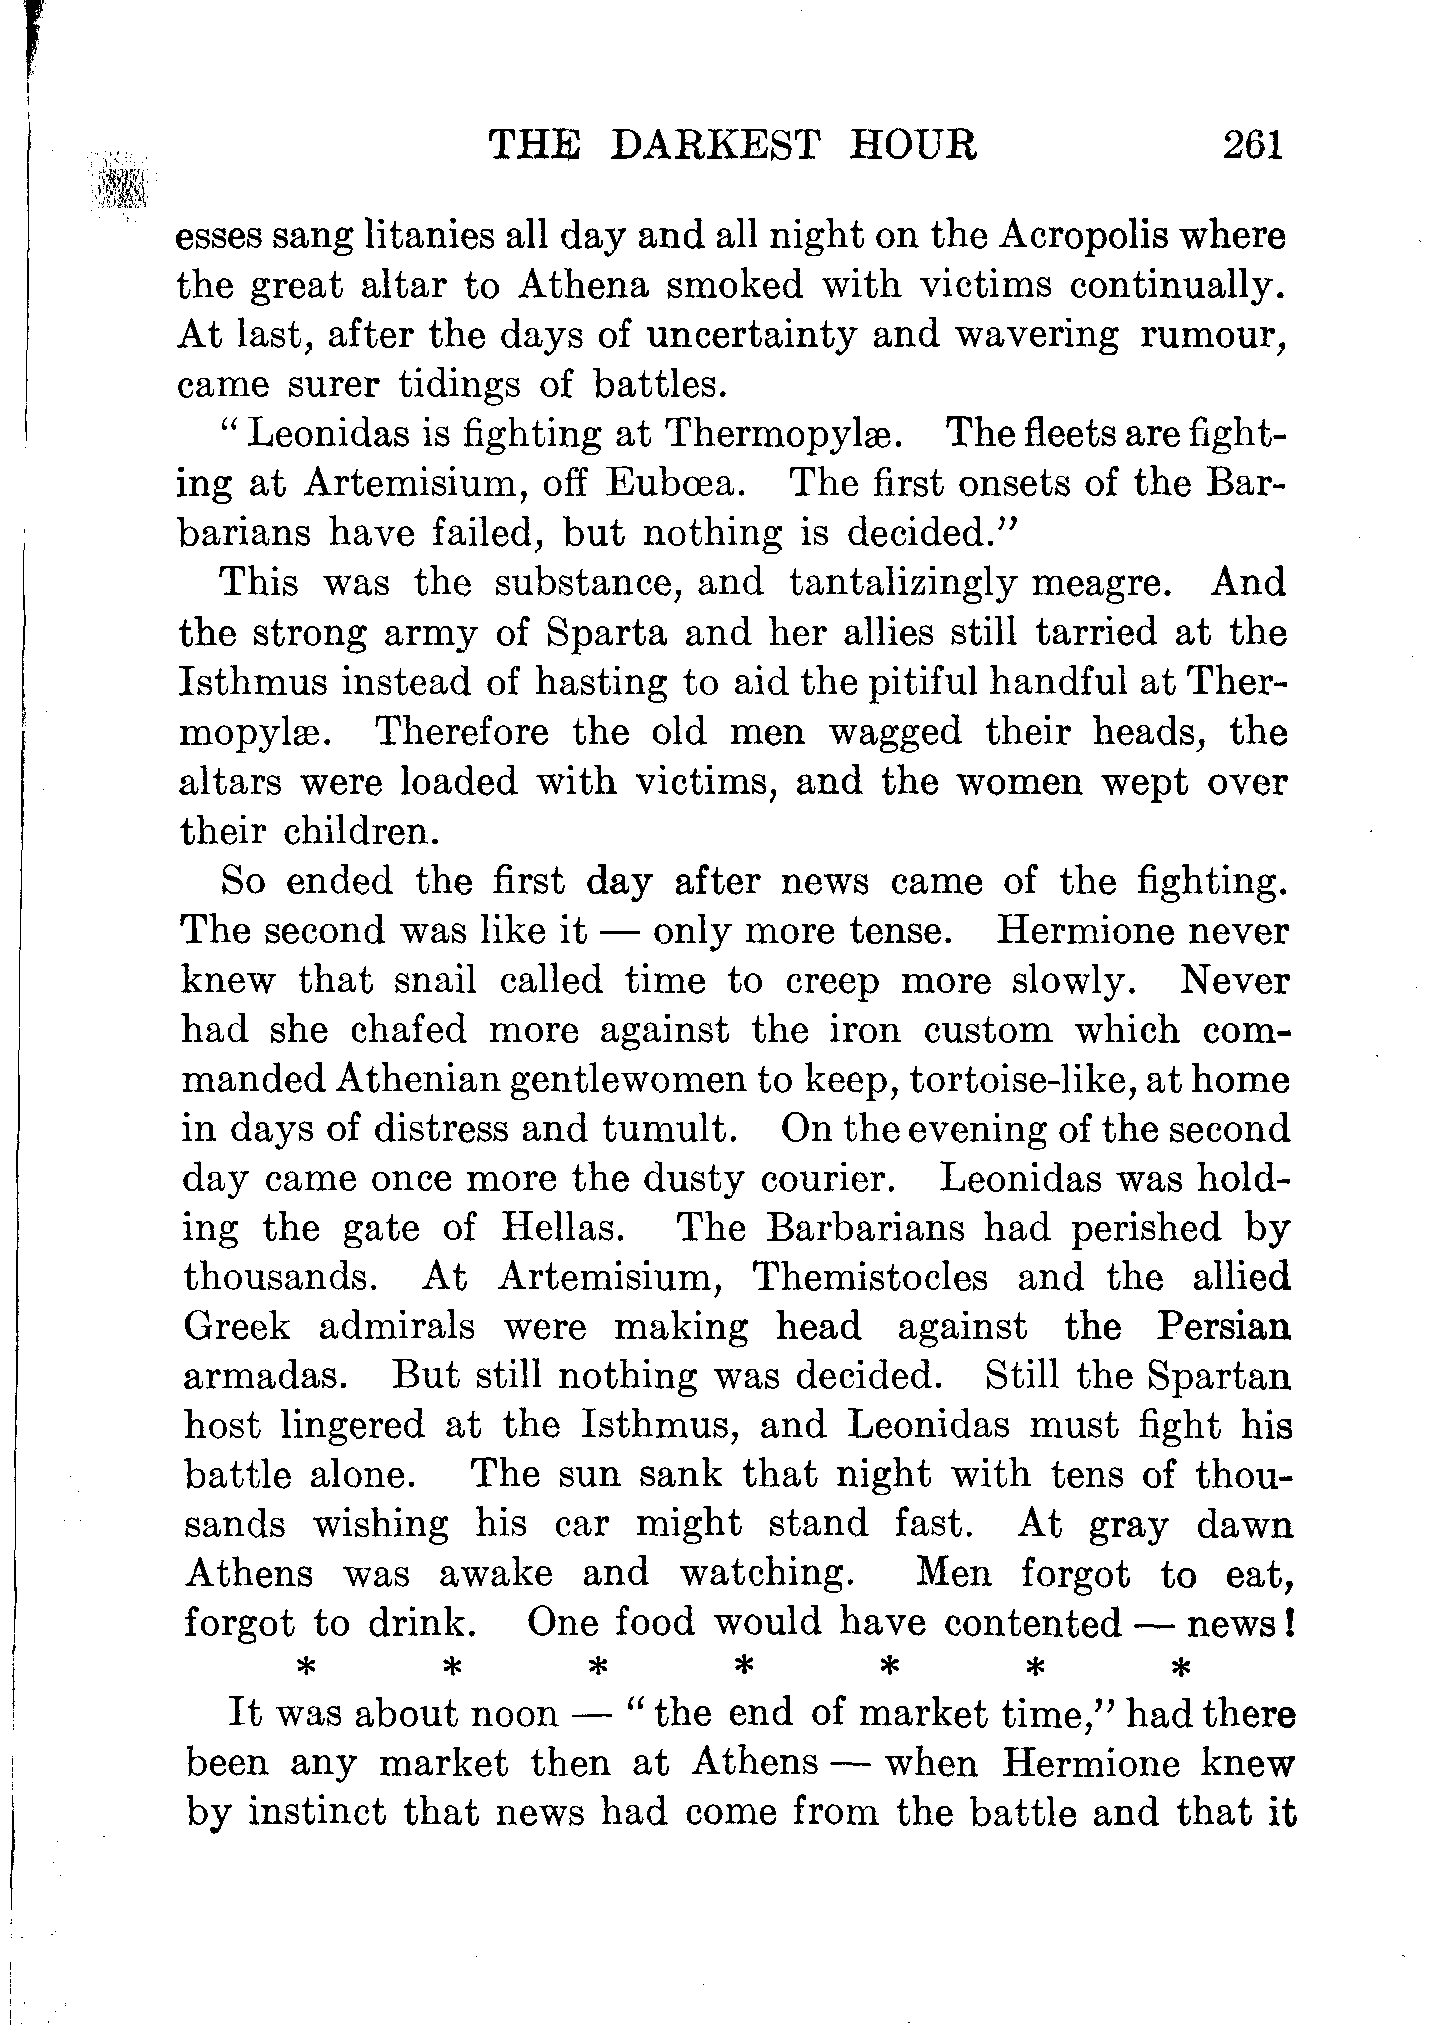 THE DARKEST HOUR 261
esses sang litanies all day and all night on the Acropolis where
the great altar to Athena smoked with victims continually.
At last, after the days of uncertainty and wavering rumour,
came surer tidings of battles.
“Leonidas is fighting at Thermopylæ. The fleets are fight-
ing at Artemisium, off Eubœa. The first onsets of the Bar-
barians have failed, but nothing is decided.”
This was the substance, and tantalizingly meagre. And
the strong army of Sparta and her allies still tarried at the
Isthmus instead of hasting to aid the pitiful handful at Ther-
mopylæ. Therefore the old men wagged their heads, the
altars were loaded with victims, and the women wept over
their children.
So ended the first day after news came of the fighting.
The second was like it — only more tense. Hermione never
knew that snail called time to creep more slowly. Never
had she chafed more against the iron custom which com-
manded Athenian gentlewomen to keep, tortoise-like, at home
in days of distress and tumult. On the evening of the second
day came once more the dusty courier. Leonidas was hold-
ing the gate of Hellas. The Barbarians had perished by
thousands. At Artemisium, Themistocles and the allied
Greek admirals were making head against the Persian
armadas. But still nothing was decided. Still the Spartan
host lingered at the Isthmus, and Leonidas must fight his
battle alone. The sun sank that night with tens of thou-
sands wishing his car might stand fast. At gray dawn
Athens was awake and watching. Men forgot to eat,
forgot to drink. One food would have contented — news!
* * * * * * *
It was about noon — “the end of market time,” had there
been any market then at Athens — when Hermione knew
by instinct that news had come from the battle and that it